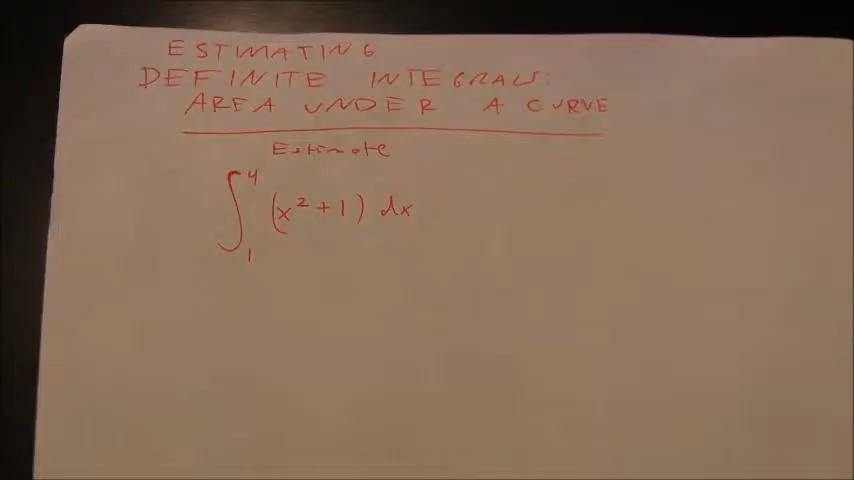 ESTIMATING
DEFINITE INTEGRALS:
AREA UNDER A CURVE
Estimate
∫₁⁴ (x² + 1) dx